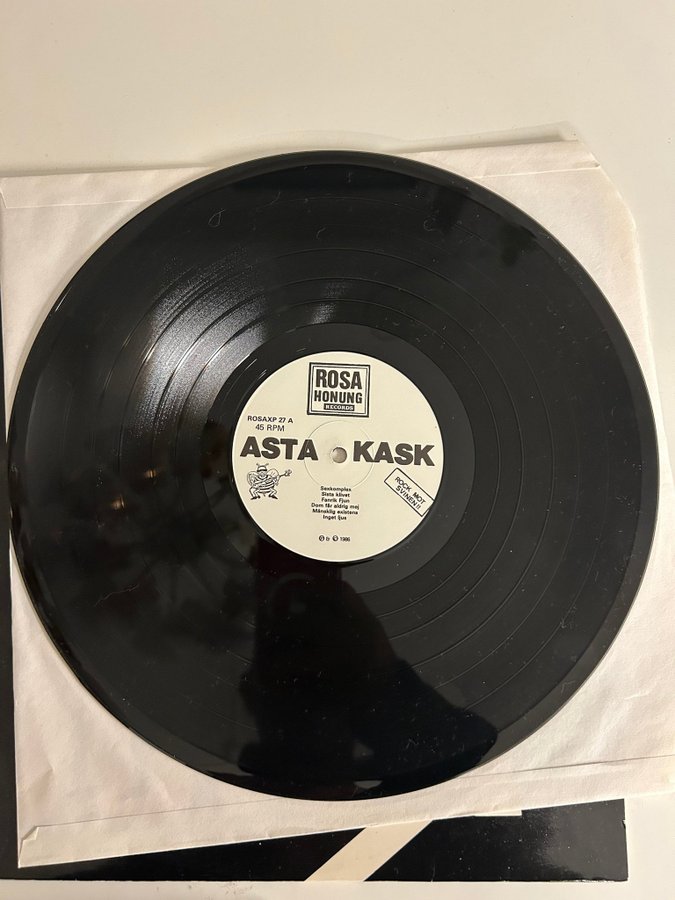 ROSA
HONUNG
RECORDS
ROSAXP 27 A
45 RPM
ASTA KASK
ROCK MOT
SVINEN!!
Sexkomplex
Sista klivet
Fanrik Fjun
Dom får aldrig mej
Mänsklig existens
Inget ljus
© & ℗ 1986